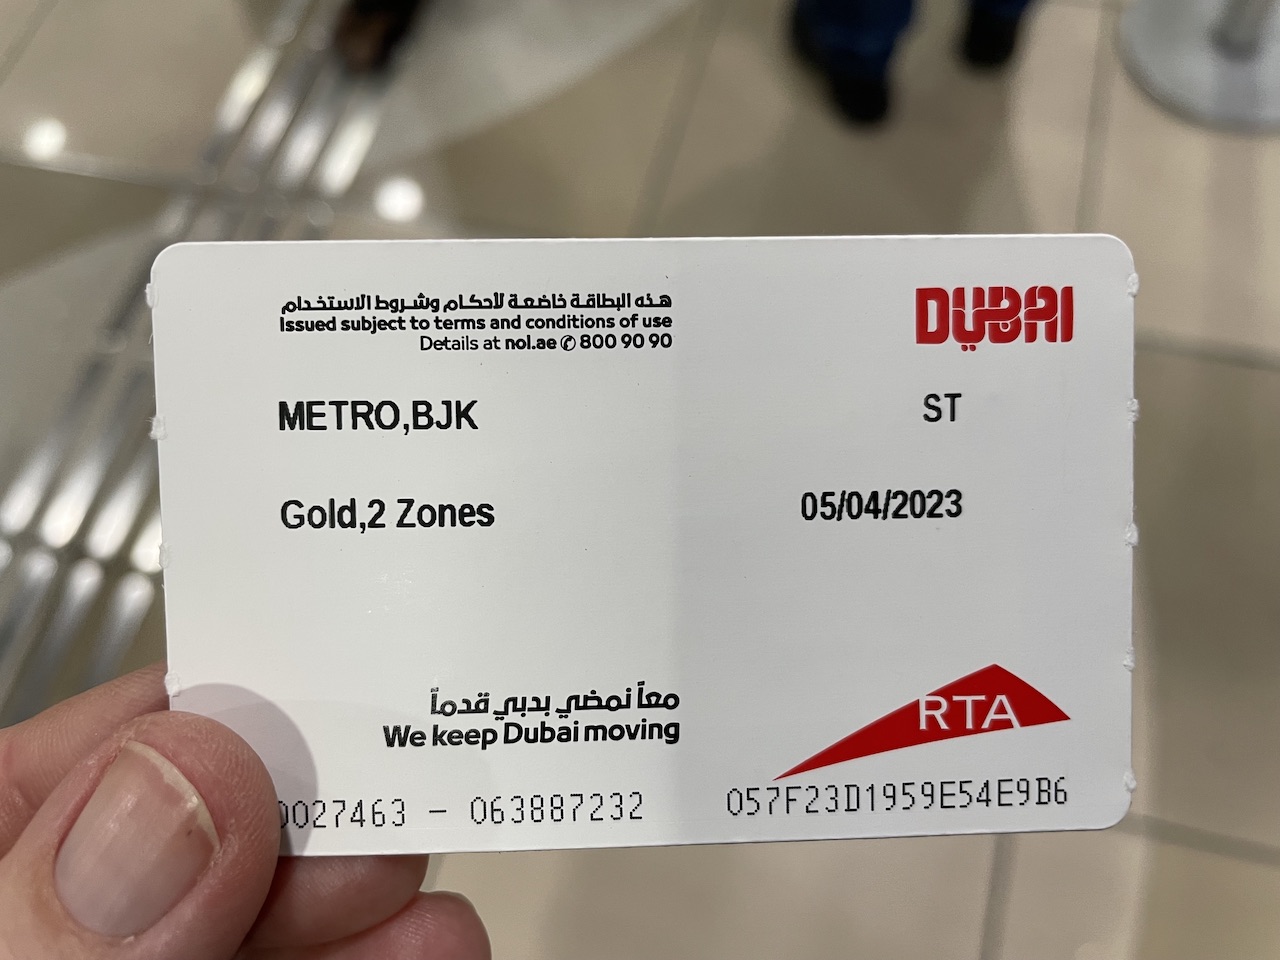 هذه البطاقة خاضعة لأحكام وشروط الاستخدام
Issued subject to terms and conditions of use
Details at nol.ae ✆ 800 90 90
DUBAI
METRO,BJK
ST
Gold,2 Zones
05/04/2023
معاً نمضي بدبي قدماً
We keep Dubai moving
RTA
0027463 - 063887232
057F23D1959E54E9B6